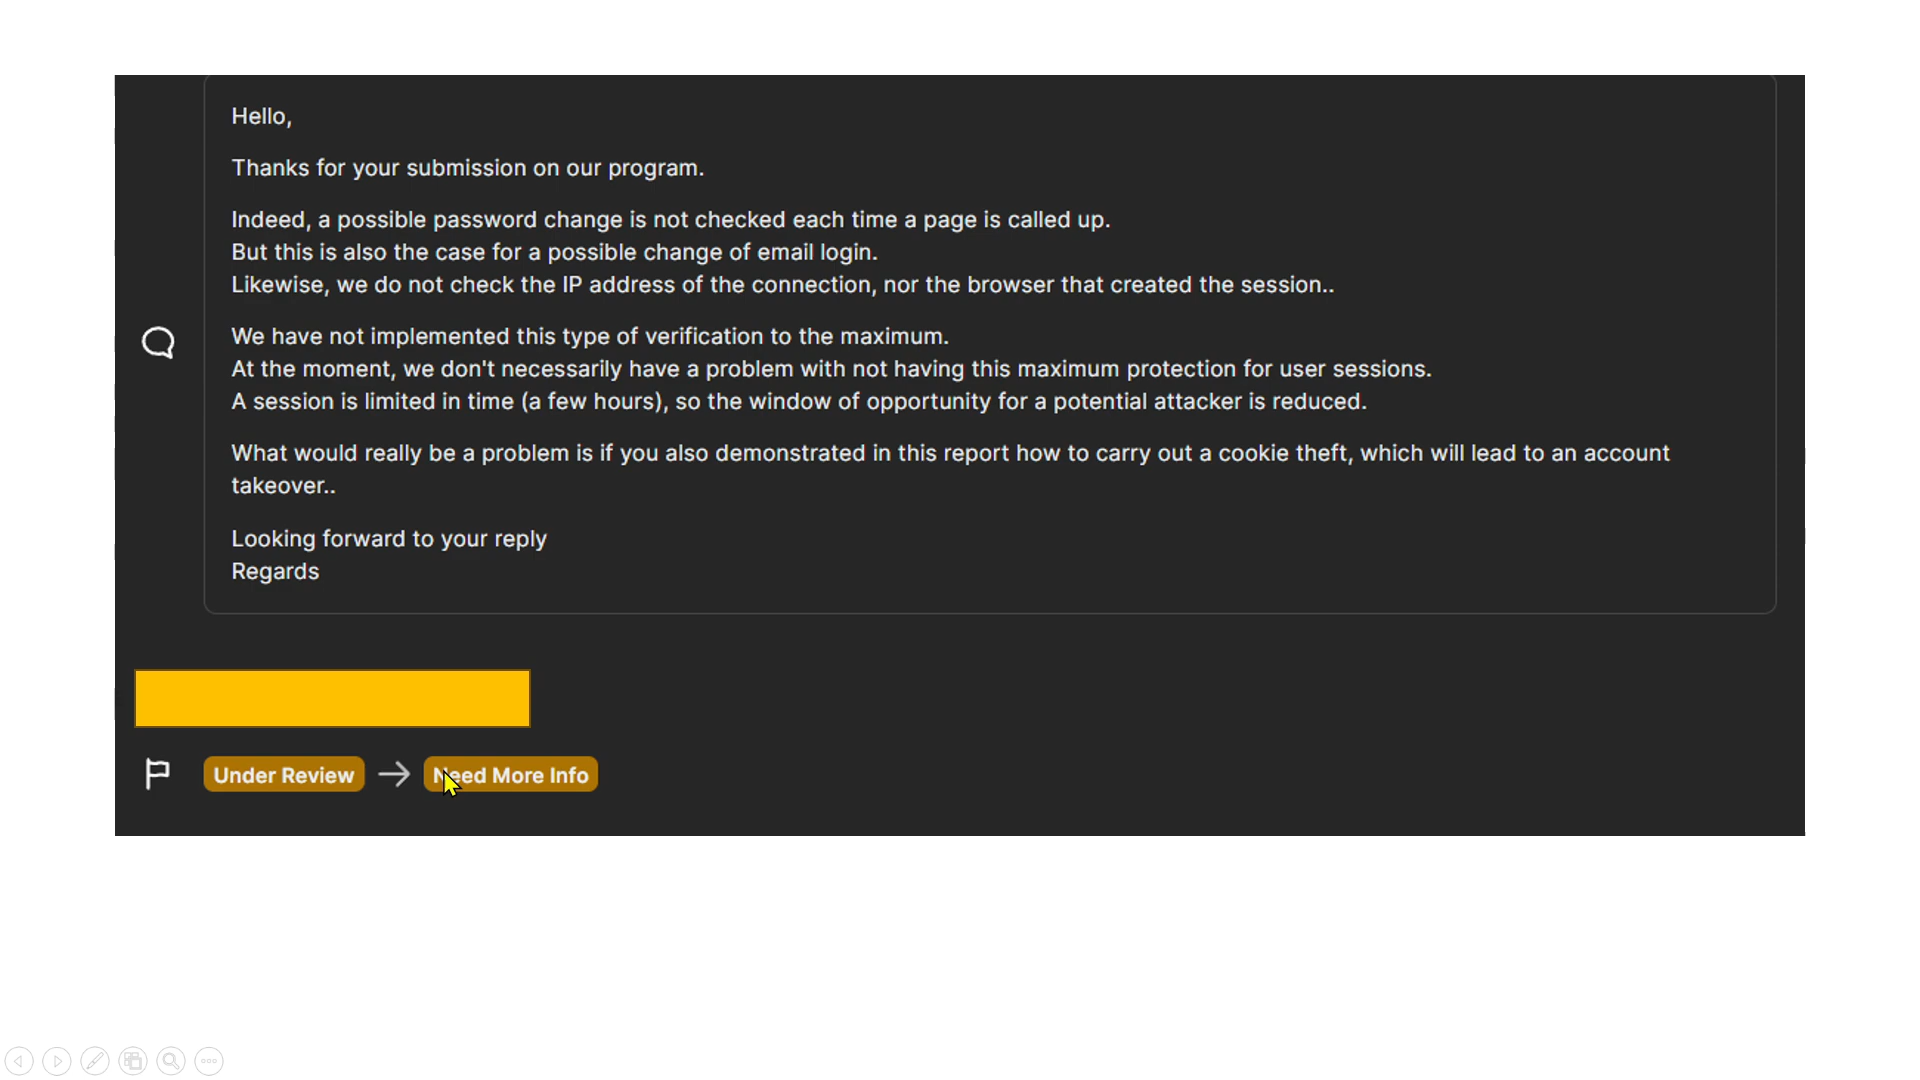 Hello,
Thanks for your submission on our program.
Indeed, a possible password change is not checked each time a page is called up.
But this is also the case for a possible change of email login.
Likewise, we do not check the IP address of the connection, nor the browser that created the session..
We have not implemented this type of verification to the maximum.
At the moment, we don't necessarily have a problem with not having this maximum protection for user sessions.
A session is limited in time (a few hours), so the window of opportunity for a potential attacker is reduced.
What would really be a problem is if you also demonstrated in this report how to carry out a cookie theft, which will lead to an account
takeover..
Looking forward to your reply
Regards
Under Review → Need More Info